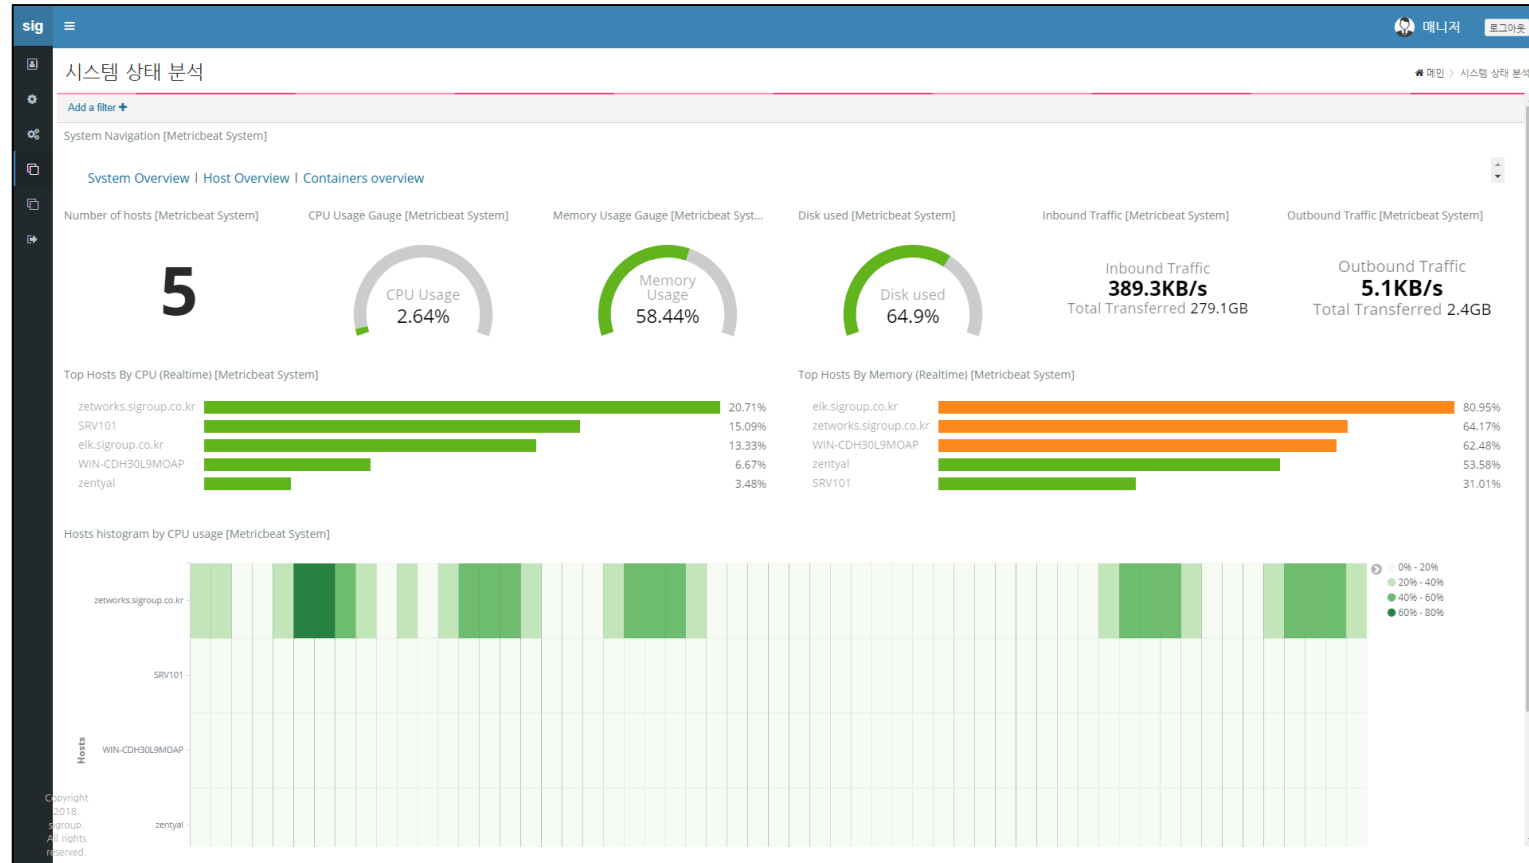 sig
매니저
로그아웃
시스템 상태 분석
메인 > 시스템 상태 분석
Add a filter +
System Navigation [Metricbeat System]
System Overview | Host Overview | Containers overview
Number of hosts [Metricbeat System]
5
CPU Usage Gauge [Metricbeat System]
CPU Usage
2.64%
Memory Usage Gauge [Metricbeat Syst...
Memory
Usage
58.44%
Disk used [Metricbeat System]
Disk used
64.9%
Inbound Traffic [Metricbeat System]
Inbound Traffic
389.3KB/s
Total Transferred 279.1GB
Outbound Traffic [Metricbeat System]
Outbound Traffic
5.1KB/s
Total Transferred 2.4GB
Top Hosts By CPU (Realtime) [Metricbeat System]
zetworks.sigroup.co.kr 20.71%
SRV101 15.09%
elk.sigroup.co.kr 13.33%
WIN-CDH30L9MOAP 6.67%
zentyal 3.48%
Top Hosts By Memory (Realtime) [Metricbeat System]
elk.sigroup.co.kr 80.95%
zetworks.sigroup.co.kr 64.17%
WIN-CDH30L9MOAP 62.48%
zentyal 53.58%
SRV101 31.01%
Hosts histogram by CPU usage [Metricbeat System]
Hosts
zetworks.sigroup.co.kr
SRV101
WIN-CDH30L9MOAP
zentyal
0% - 20%
20% - 40%
40% - 60%
60% - 80%
Copyright
2018.
sigroup.
All rights
reserved.